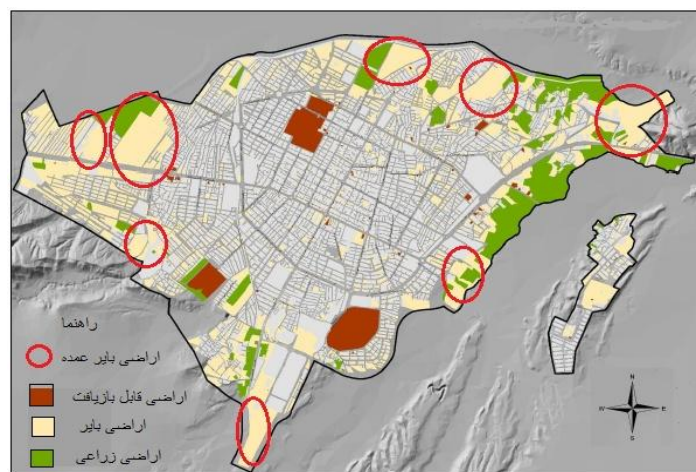 راهنما
اراضی بایر عمده
اراضی قابل بازیافت
اراضی بایر
اراضی زراعی
N
W E
S